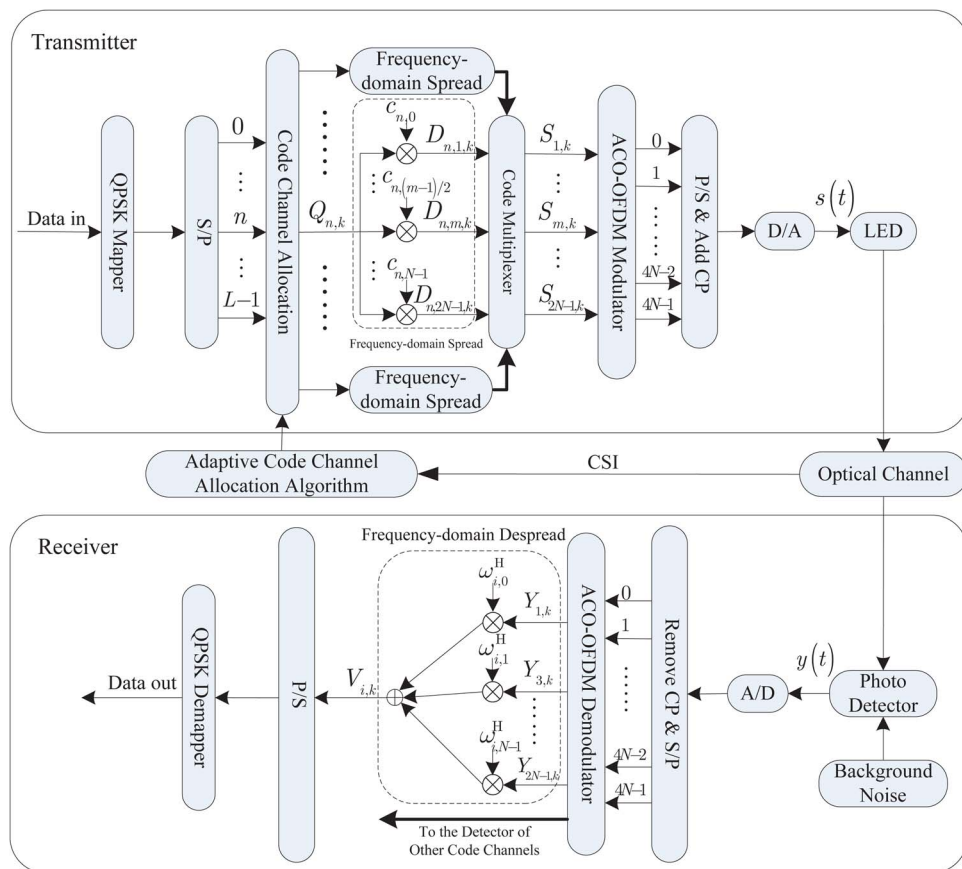 Transmitter
Data in
QPSK Mapper
S/P
0
n
L−1
Code Channel Allocation
Q_{n,k}
Frequency-
domain Spread
c_{n,0}
D_{n,1,k}
c_{n,(m−1)/2}
D_{n,m,k}
c_{n,N−1}
D_{n,2N−1,k}
Frequency-domain Spread
Frequency-
domain Spread
Code Multiplexer
S_{1,k}
S_{m,k}
S_{2N−1,k}
ACO-OFDM Modulator
0
1
4N−2
4N−1
P/S & Add CP
D/A
s(t)
LED
Adaptive Code Channel
Allocation Algorithm
CSI
Optical Channel
Receiver
Data out
QPSK Demapper
P/S
V_{i,k}
Frequency-domain Despread
ω^H_{i,0}
Y_{1,k}
ω^H_{i,1}
Y_{3,k}
ω^H_{i,N−1}
Y_{2N−1,k}
To the Detector of
Other Code Channels
ACO-OFDM Demodulator
0
1
4N−2
4N−1
Remove CP & S/P
A/D
y(t)
Photo
Detector
Background
Noise